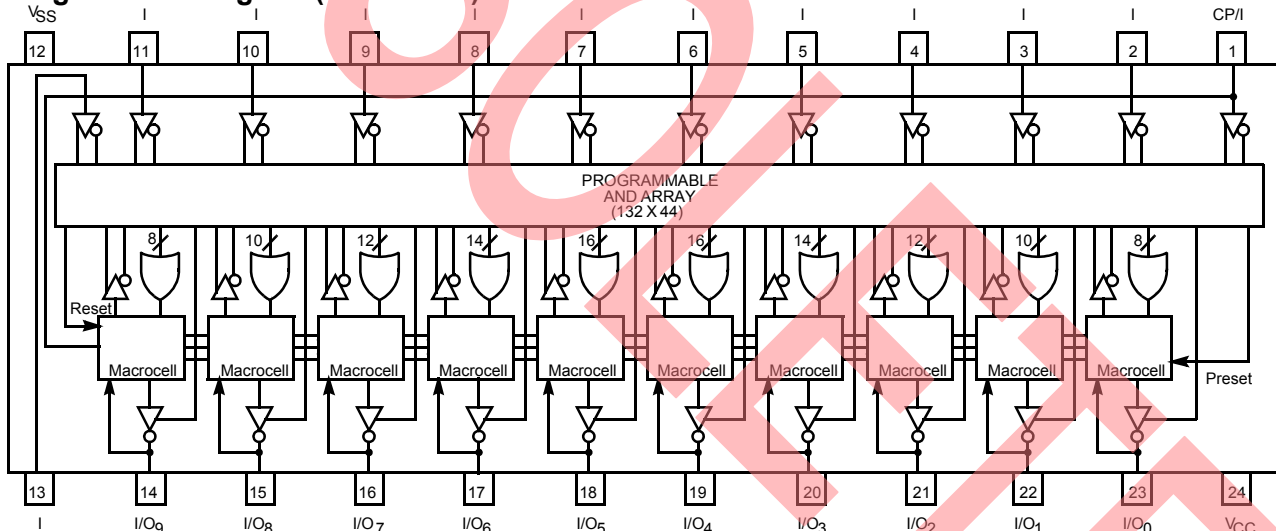 V_SS I I I I I I I I I I CP/I
12 11 10 9 8 7 6 5 4 3 2 1
PROGRAMMABLE
AND ARRAY
(132 X 44)
8 10 12 14 16 16 14 12 10 8
Reset
Macrocell Macrocell Macrocell Macrocell Macrocell Macrocell Macrocell Macrocell Macrocell Macrocell
Preset
13 14 15 16 17 18 19 20 21 22 23 24
I I/O9 I/O8 I/O7 I/O6 I/O5 I/O4 I/O3 I/O2 I/O1 I/O0 V_CC